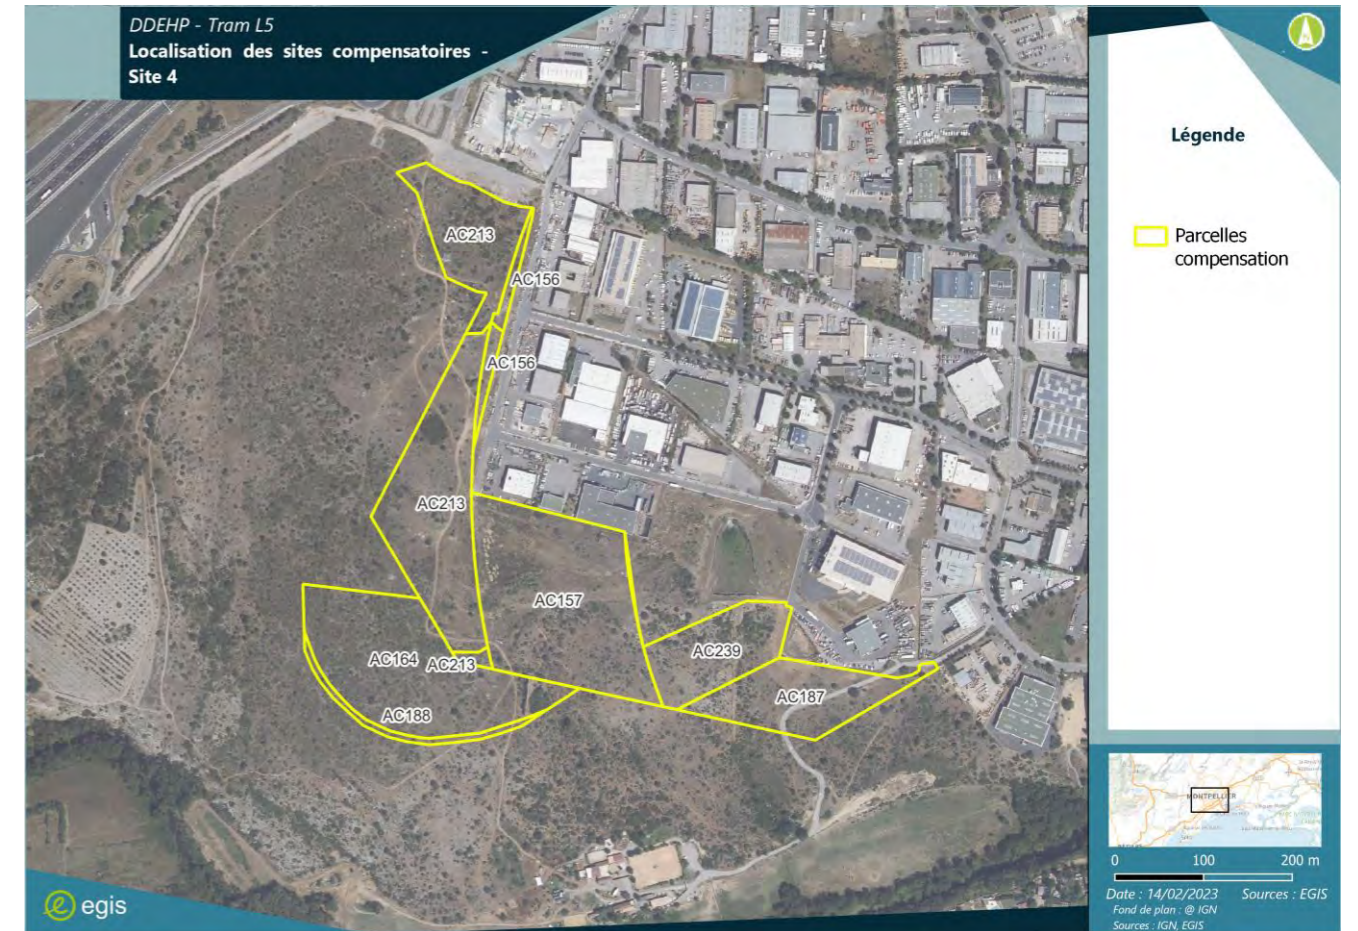 DDEHP - Tram L5
Localisation des sites compensatoires -
Site 4
Légende
Parcelles
compensation
AC213
AC156
AC156
AC213
AC157
AC164
AC213
AC239
AC187
AC188
MONTPELLIER
0 100 200 m
Date : 14/02/2023 Sources : EGIS
Fond de plan : @ IGN
Sources : IGN, EGIS
egis